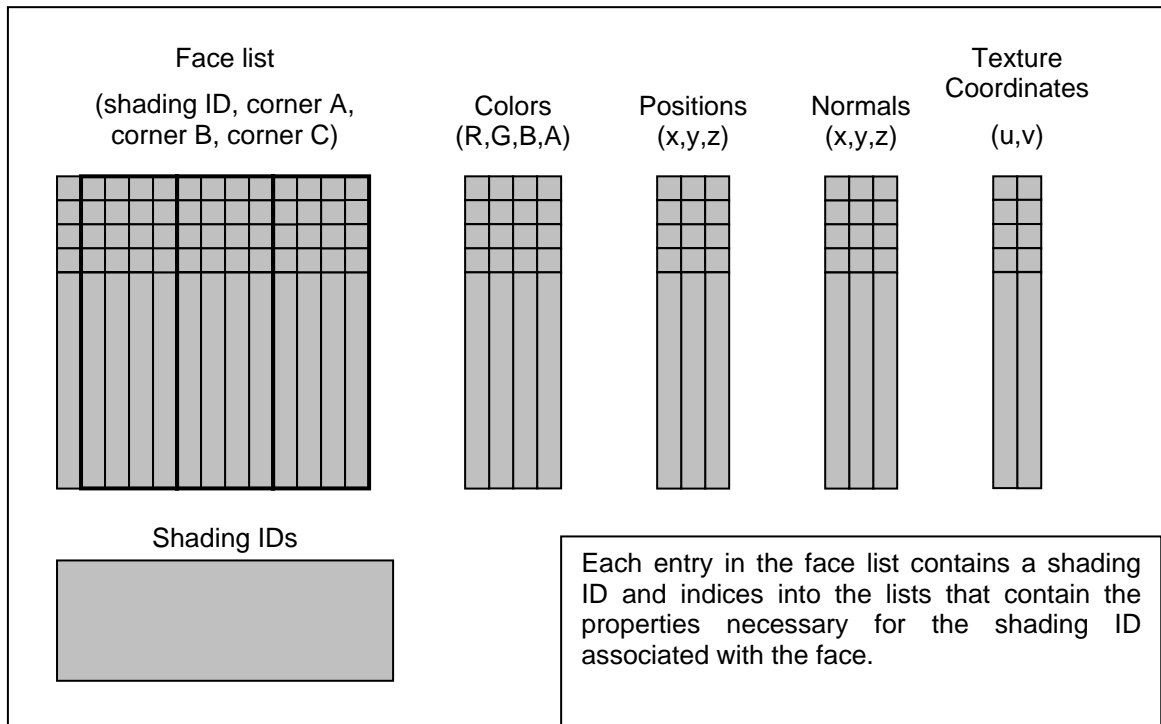 Face list
(shading ID, corner A,
corner B, corner C)
Colors
(R,G,B,A)
Positions
(x,y,z)
Normals
(x,y,z)
Texture
Coordinates
(u,v)
Shading IDs
Each entry in the face list contains a shading
ID and indices into the lists that contain the
properties necessary for the shading ID
associated with the face.